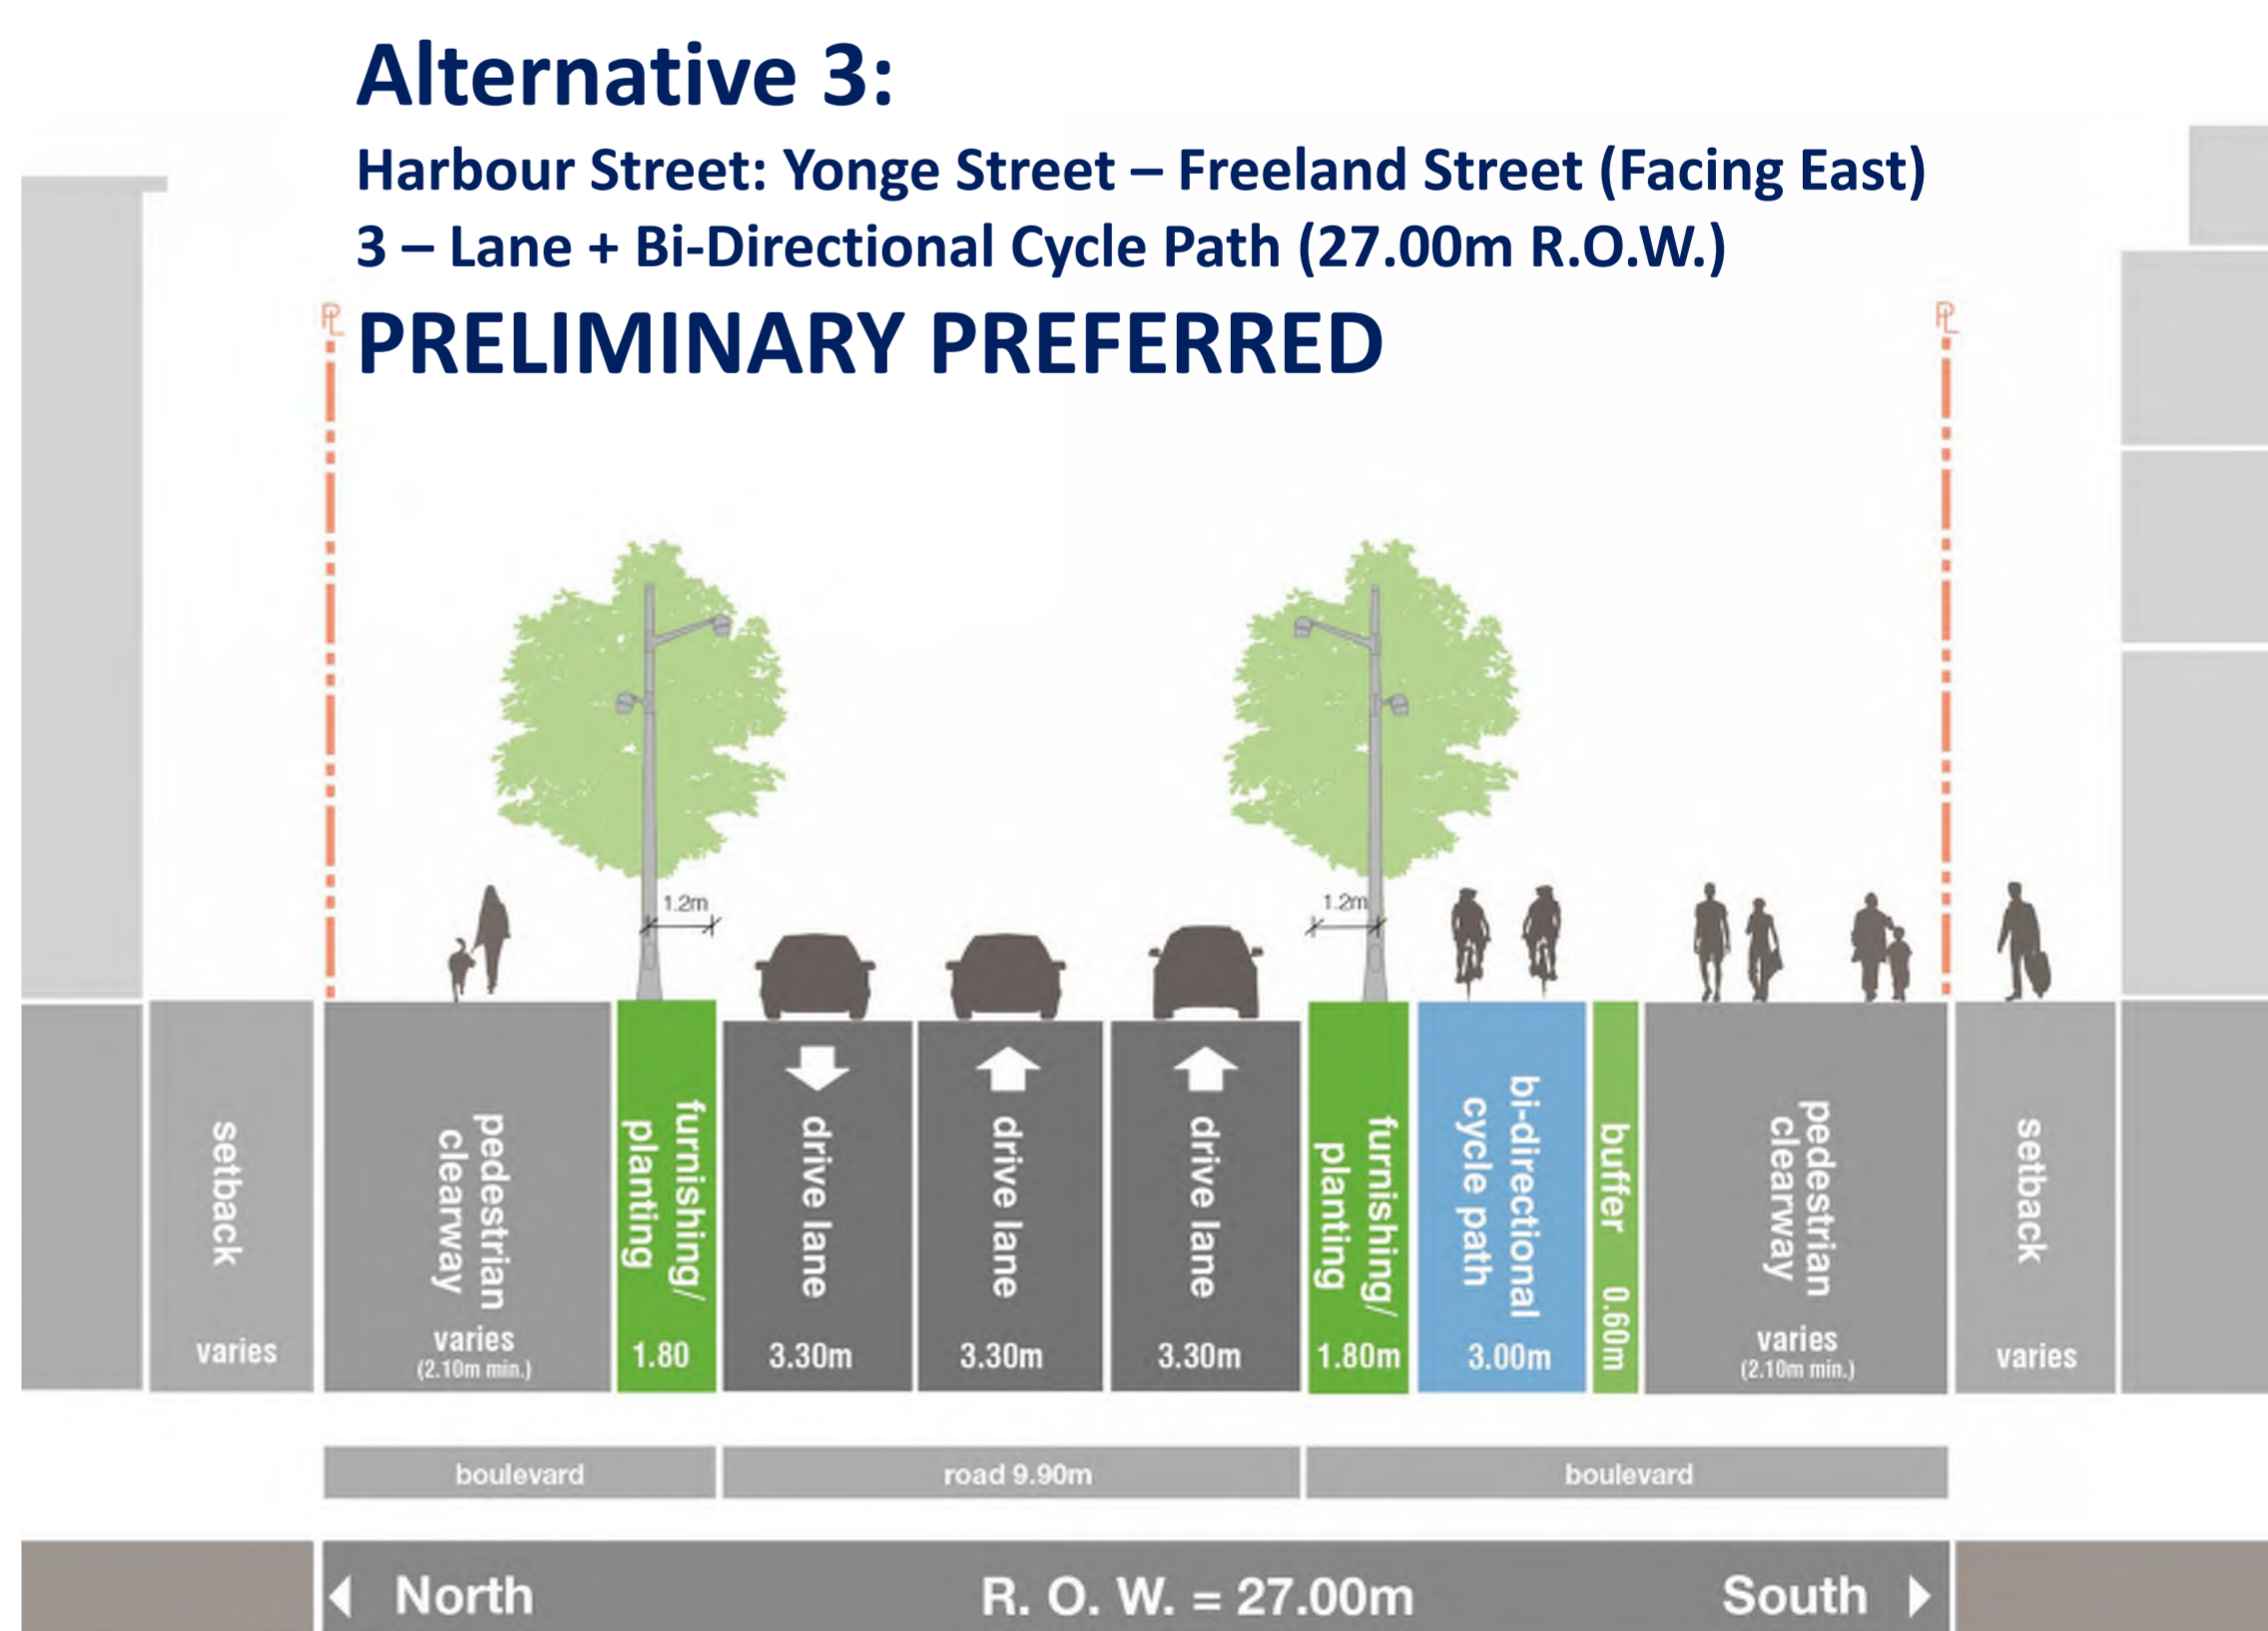 Alternative 3:
Harbour Street: Yonge Street – Freeland Street (Facing East)
3 – Lane + Bi-Directional Cycle Path (27.00m R.O.W.)
PL
PRELIMINARY PREFERRED
PL
1.2m
1.2m
setback
varies
pedestrian
clearway
varies
(2.10m min.)
furnishing/
planting
1.80
drive lane
3.30m
drive lane
3.30m
drive lane
3.30m
furnishing/
planting
1.80m
bi-directional
cycle path
3.00m
buffer 0.60m
pedestrian
clearway
varies
(2.10m min.)
setback
varies
boulevard
road 9.90m
boulevard
North
R. O. W. = 27.00m
South